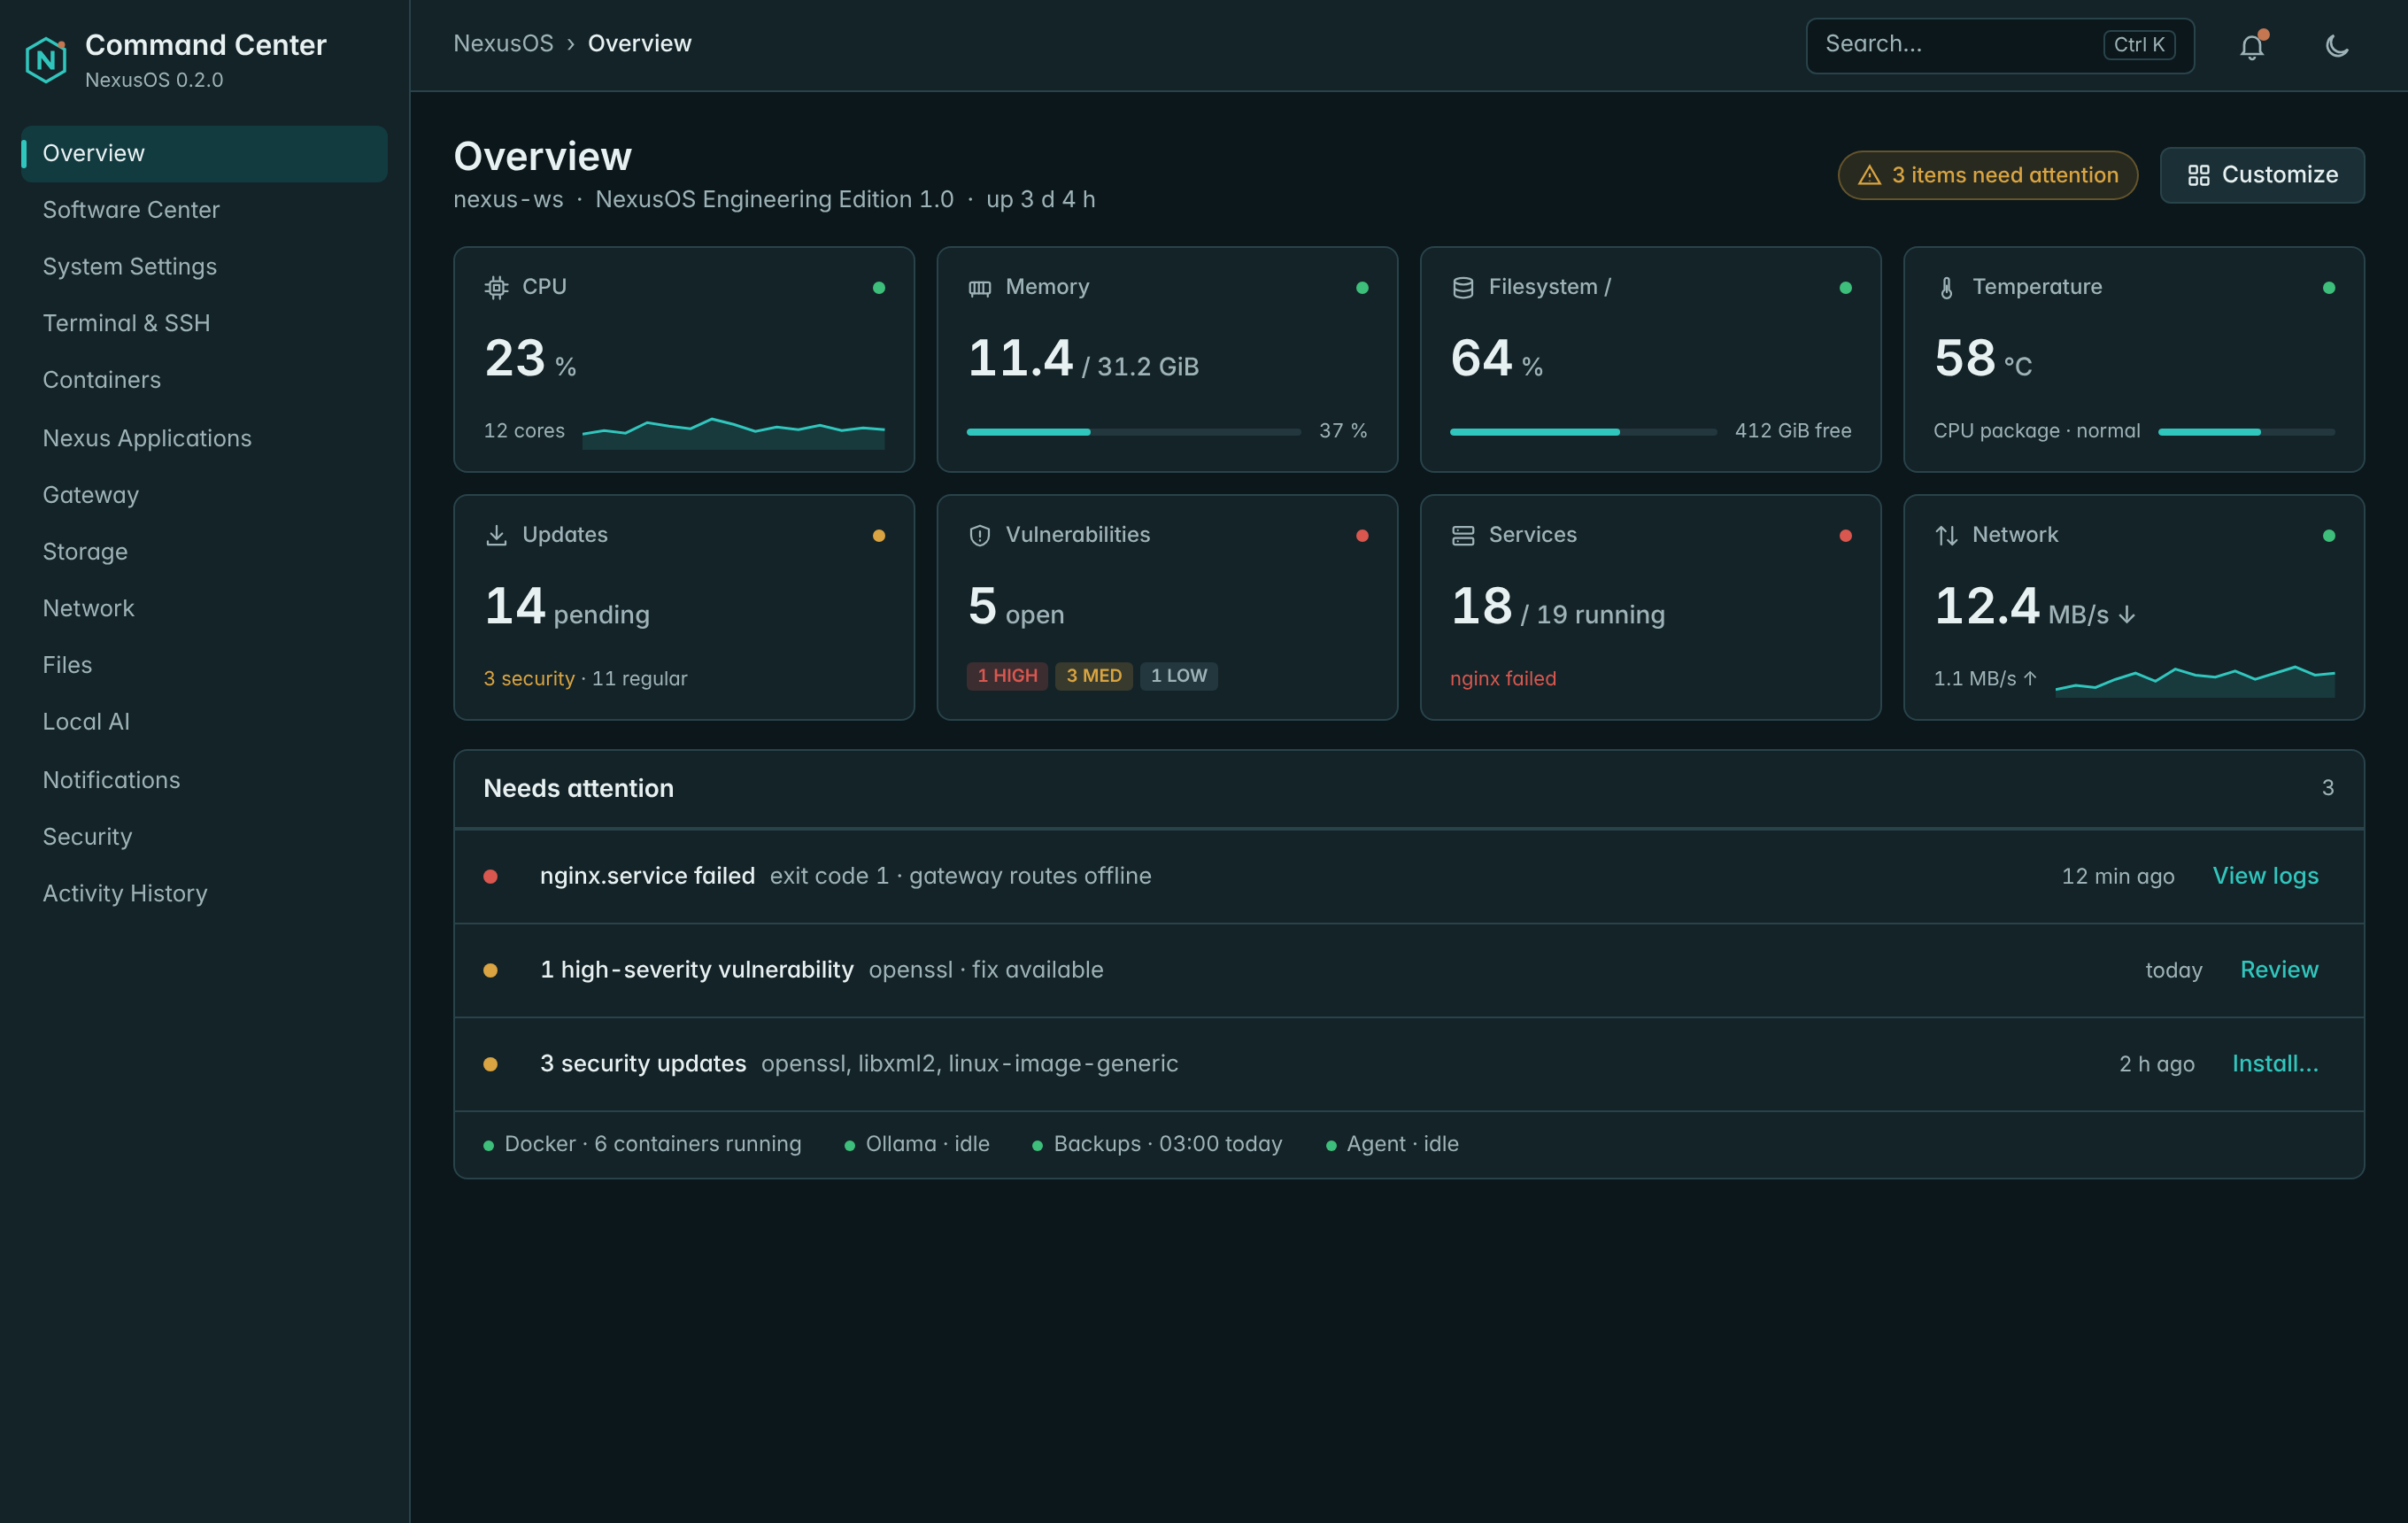 Command Center
NexusOS 0.2.0
Overview
Software Center
System Settings
Terminal & SSH
Containers
Nexus Applications
Gateway
Storage
Network
Files
Local AI
Notifications
Security
Activity History
NexusOS › Overview
Search... Ctrl K
Overview
nexus-ws · NexusOS Engineering Edition 1.0 · up 3 d 4 h
3 items need attention
Customize
CPU
23 %
12 cores
Memory
11.4 / 31.2 GiB
37 %
Filesystem /
64 %
412 GiB free
Temperature
58 °C
CPU package · normal
Updates
14 pending
3 security · 11 regular
Vulnerabilities
5 open
1 HIGH 3 MED 1 LOW
Services
18 / 19 running
nginx failed
Network
12.4 MB/s ↓
1.1 MB/s ↑
Needs attention 3
nginx.service failed exit code 1 · gateway routes offline 12 min ago View logs
1 high-severity vulnerability openssl · fix available today Review
3 security updates openssl, libxml2, linux-image-generic 2 h ago Install...
Docker · 6 containers running Ollama · idle Backups · 03:00 today Agent · idle